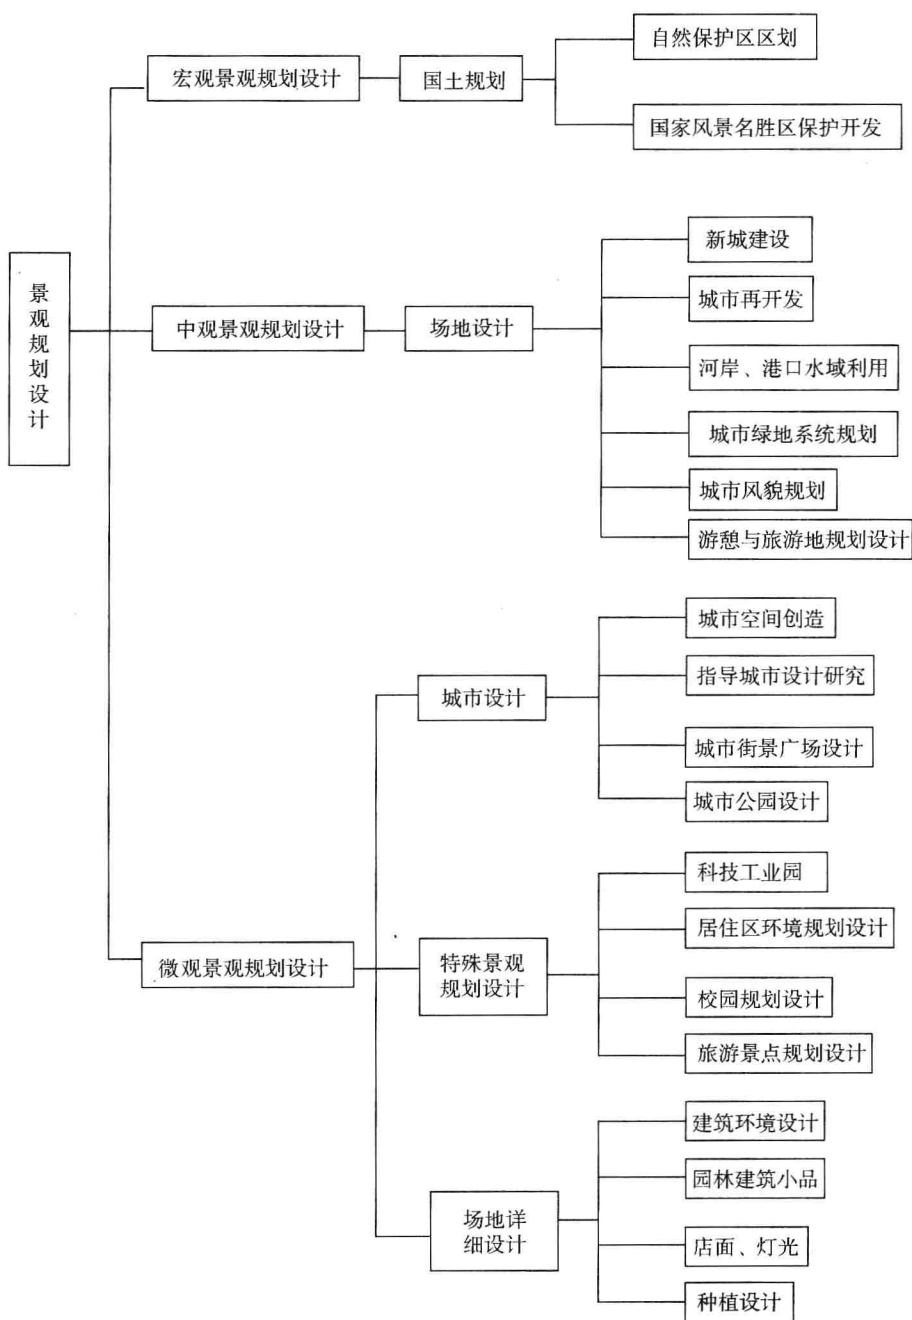 景观规划设计
宏观景观规划设计
国土规划
自然保护区区划
国家风景名胜区保护开发
中观景观规划设计
场地设计
新城建设
城市再开发
河岸、港口水域利用
城市绿地系统规划
城市风貌规划
游憩与旅游地规划设计
微观景观规划设计
城市设计
城市空间创造
指导城市设计研究
城市街景广场设计
城市公园设计
特殊景观
规划设计
科技工业园
居住区环境规划设计
校园规划设计
旅游景点规划设计
场地详
细设计
建筑环境设计
园林建筑小品
店面、灯光
种植设计